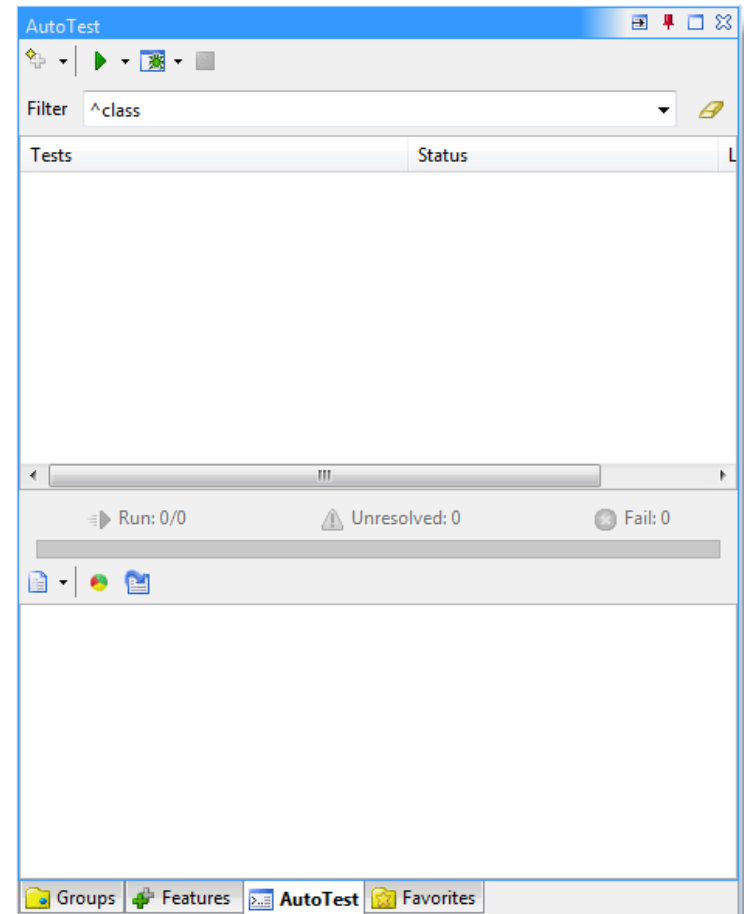 AutoTest
Filter ^class
Tests Status L
Run: 0/0 Unresolved: 0 Fail: 0
Groups Features AutoTest Favorites